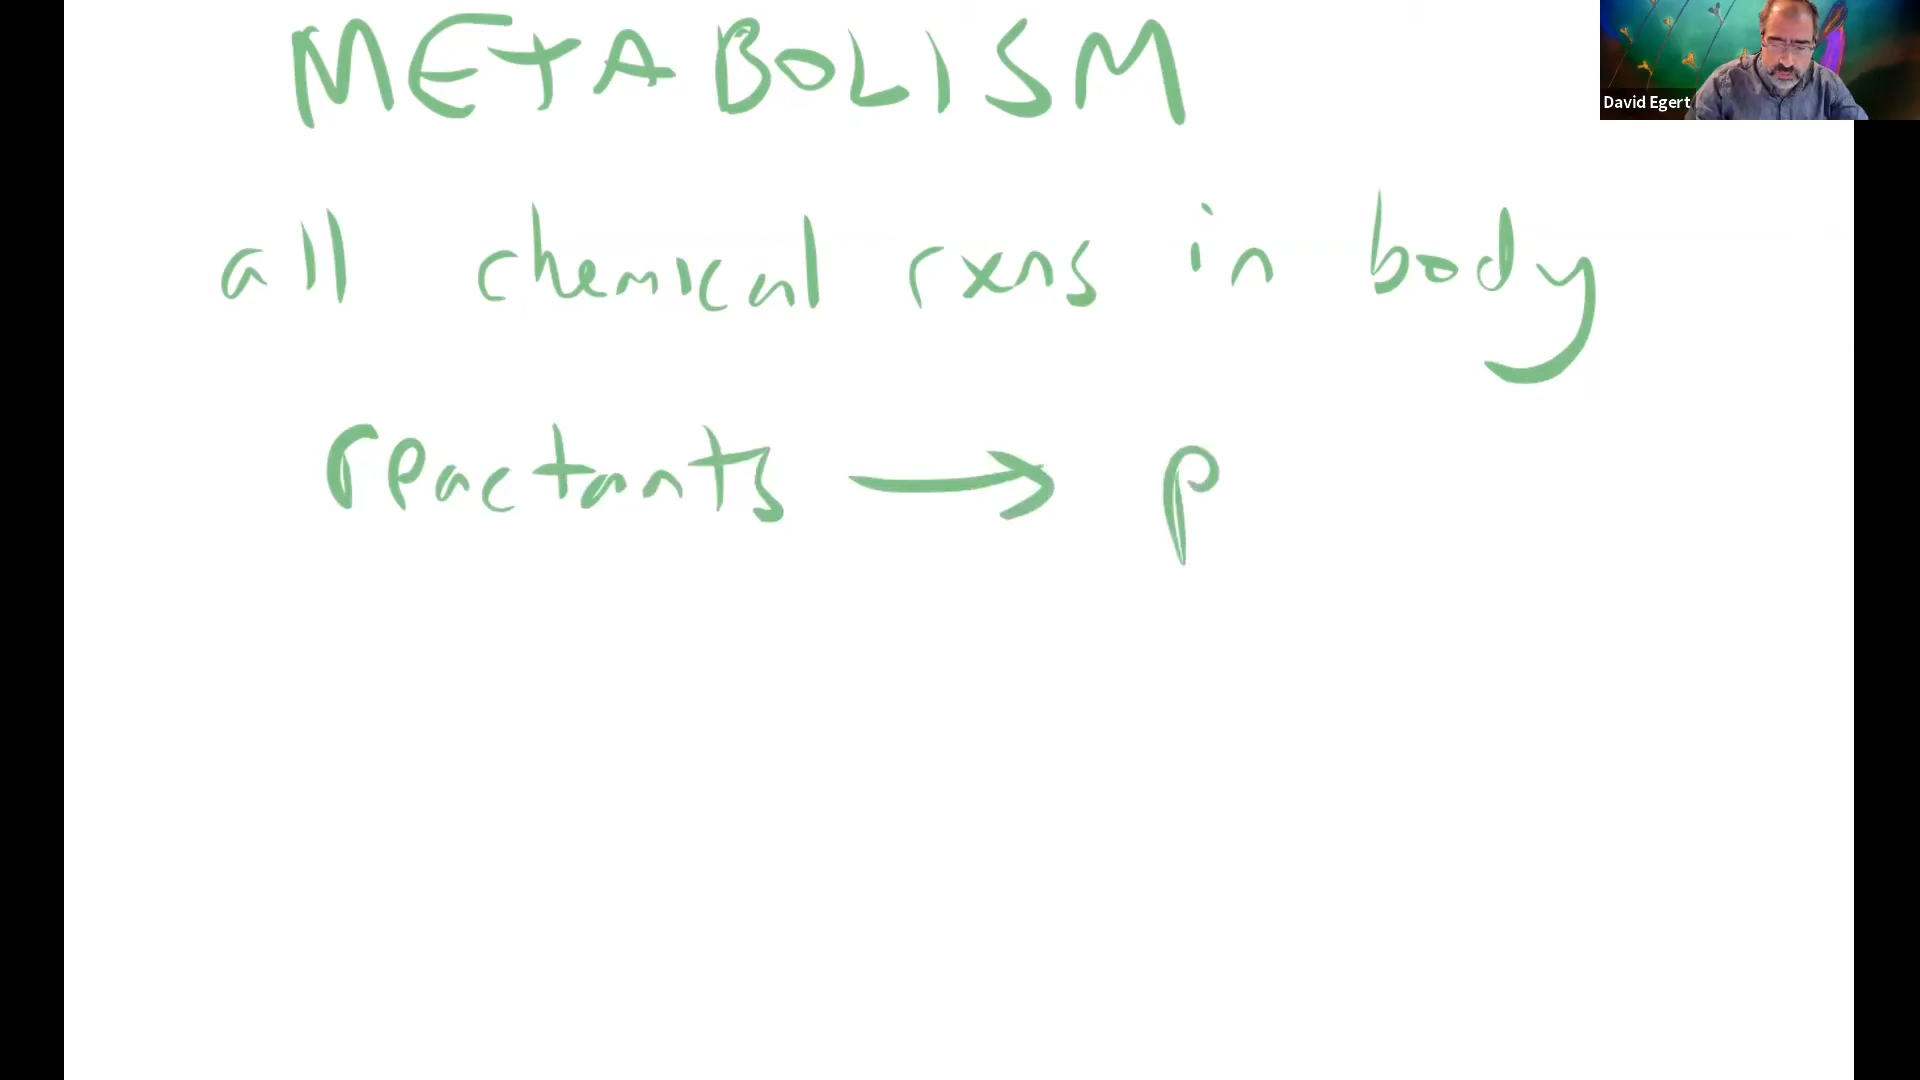 METABOLISM
David Egert
all chemical rxns in body
reactants → p